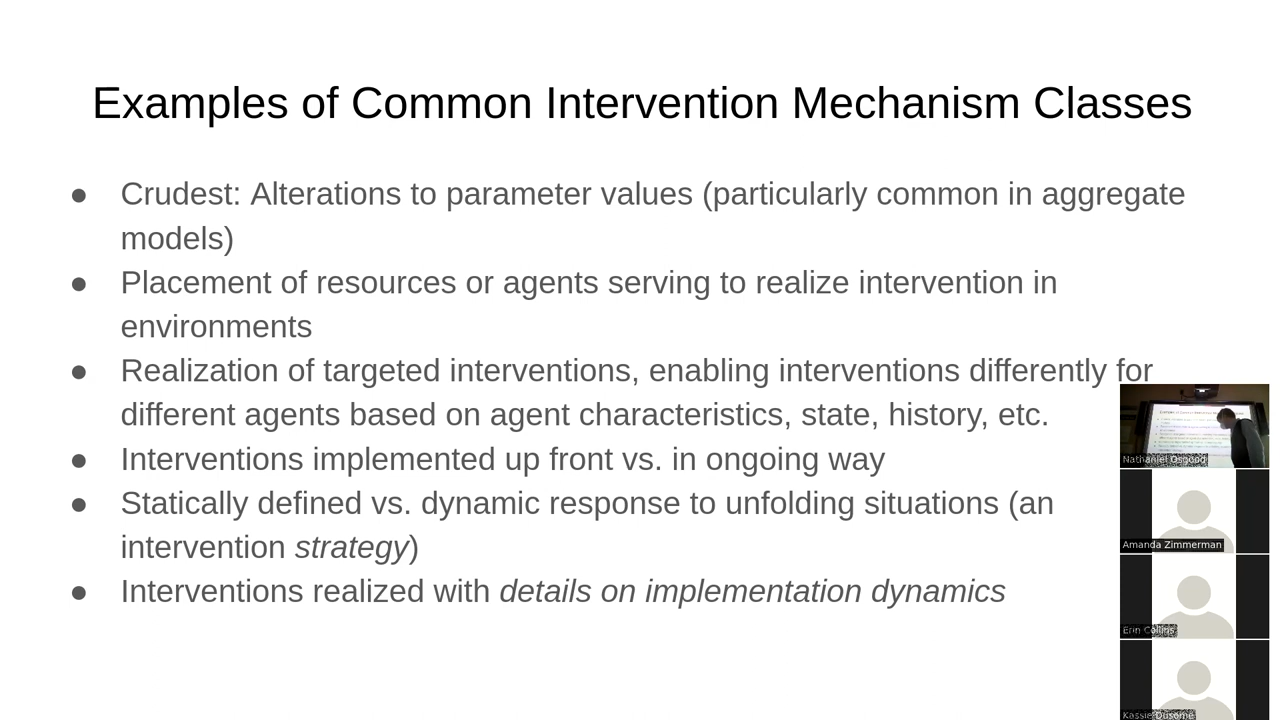 Examples of Common Intervention Mechanism Classes
● Crudest: Alterations to parameter values (particularly common in aggregate
models)
● Placement of resources or agents serving to realize intervention in
environments
● Realization of targeted interventions, enabling interventions differently for
different agents based on agent characteristics, state, history, etc.
● Interventions implemented up front vs. in ongoing way
● Statically defined vs. dynamic response to unfolding situations (an
intervention strategy)
● Interventions realized with details on implementation dynamics
Nathaniel Osgood
Amanda Zimmerman
Erin Collins
Kassie